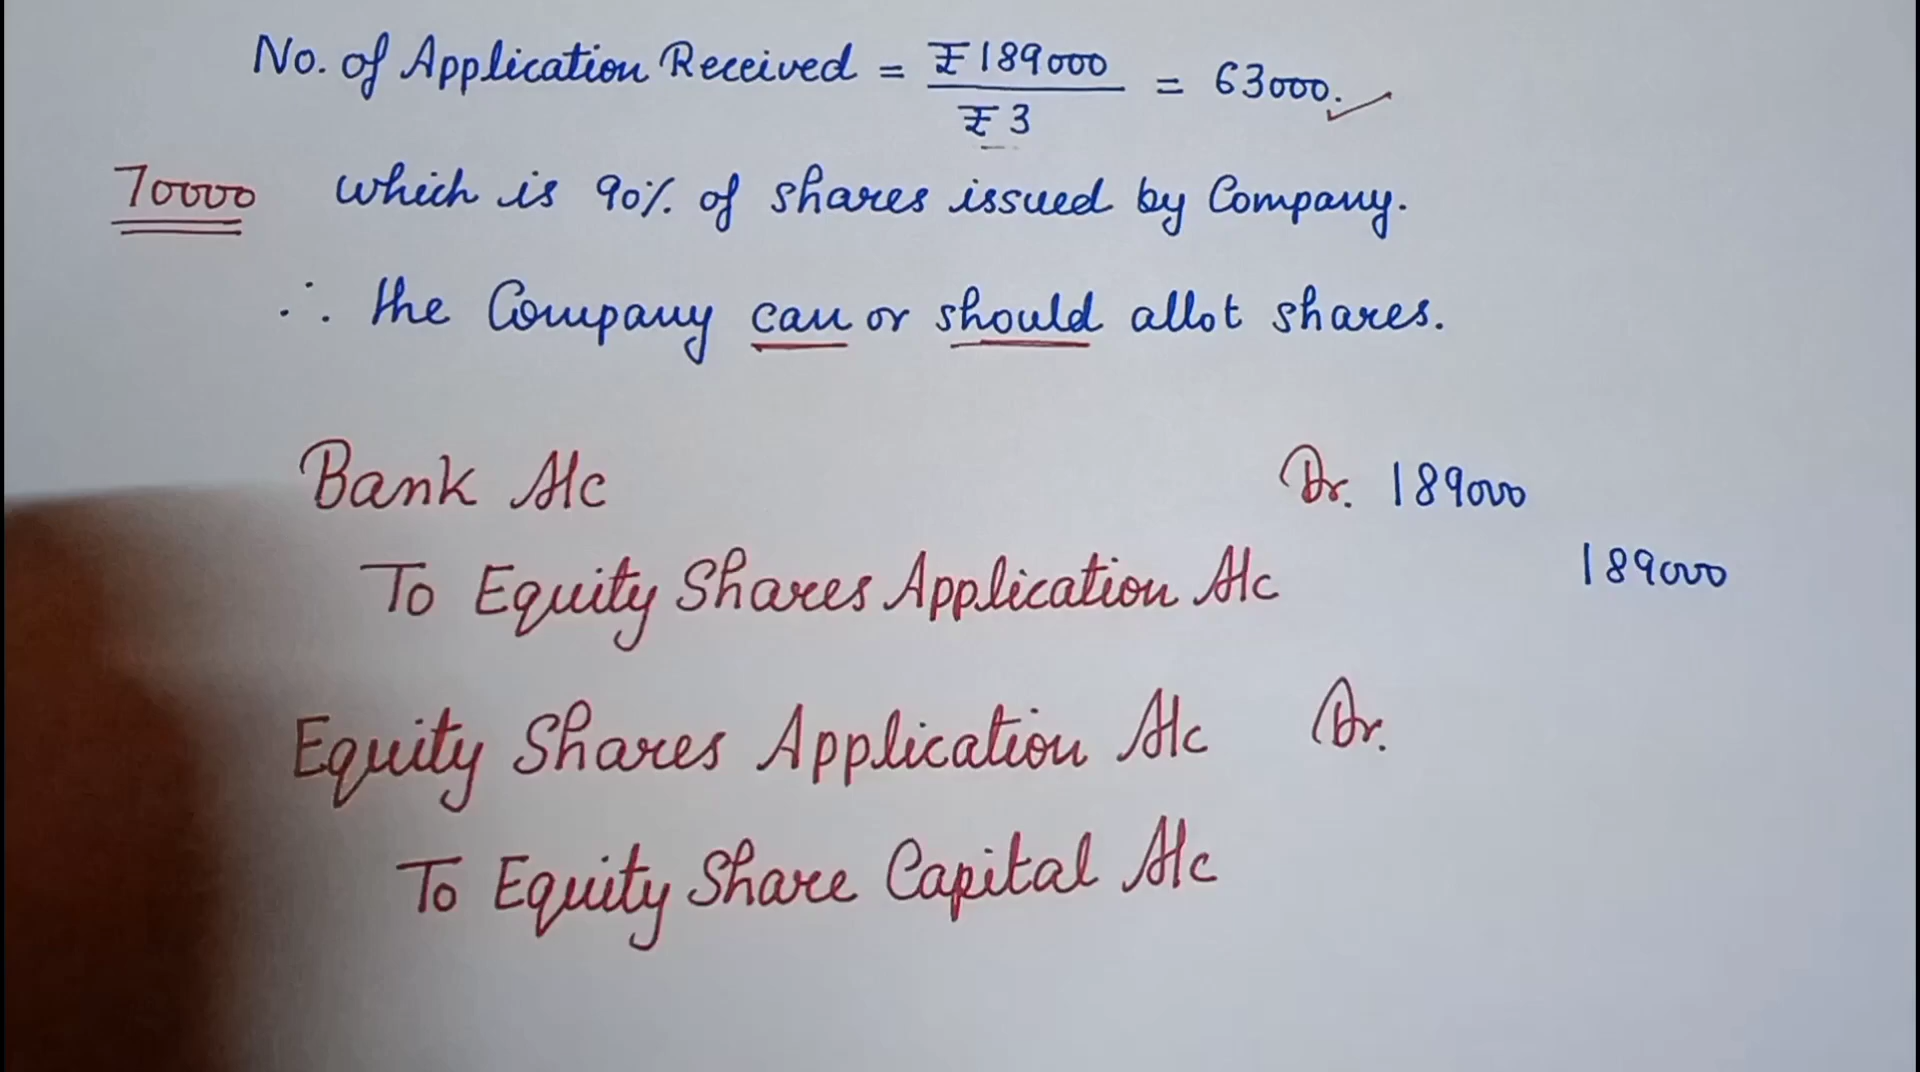 No. of Application Received = ₹189000 / ₹3 = 63000.
70000 which is 90% of shares issued by Company.
∴ the Company can or should allot shares.
Bank A/c Dr. 189000
To Equity Shares Application A/c 189000
Equity Shares Application A/c Dr.
To Equity Share Capital A/c